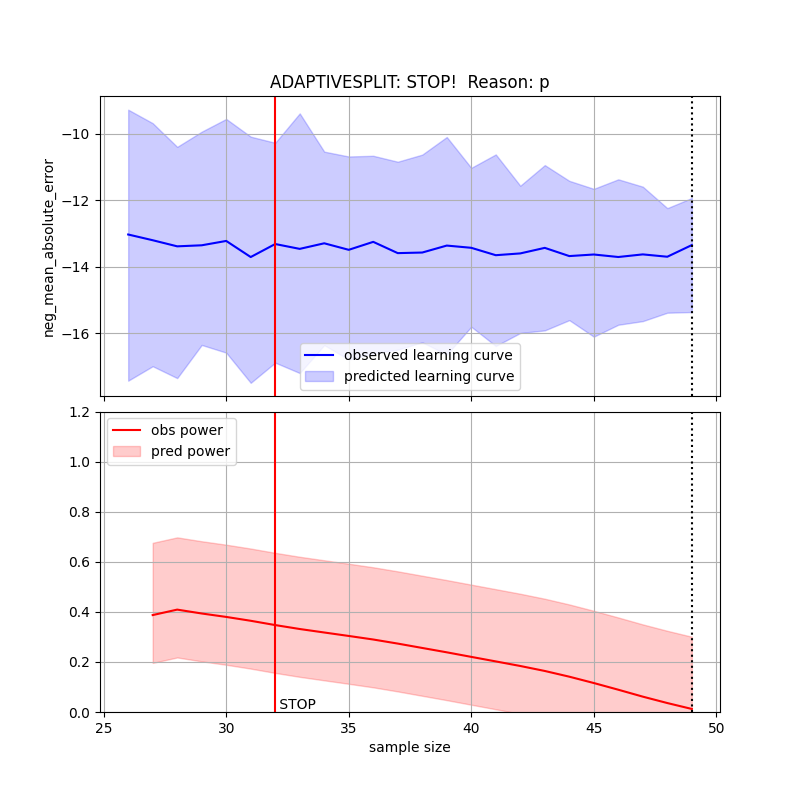 ADAPTIVESPLIT: STOP!  Reason: p
neg_mean_absolute_error
−10
−12
−14
−16
observed learning curve
predicted learning curve
1.2
1.0
0.8
0.6
0.4
0.2
0.0
obs power
pred power
STOP
25
30
35
40
45
50
sample size